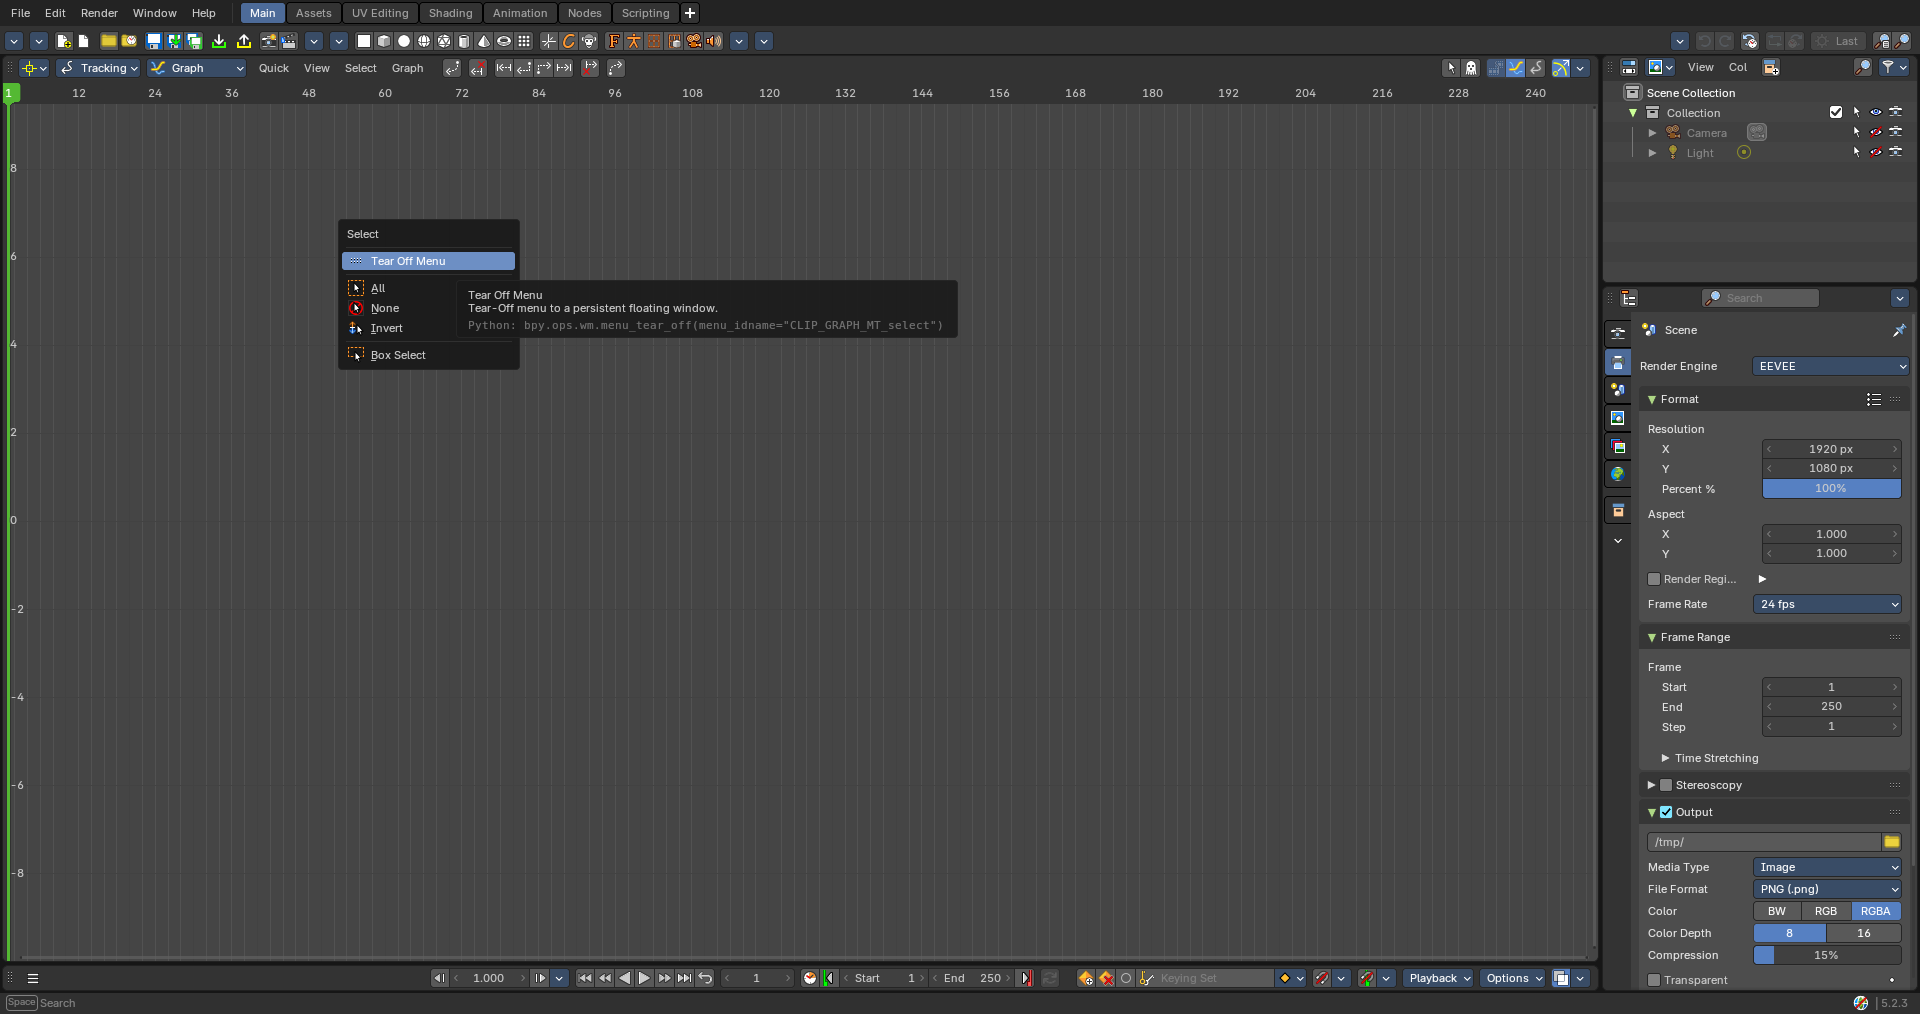 File Edit Render Window Help Main Assets UV Editing Shading Animation Nodes Scripting
Last
Tracking Graph Quick View Select Graph
View Col
1 12 24 36 48 60 72 84 96 108 120 132 144 156 168 180 192 204 216 228 240
Scene Collection
Collection
Camera
Light
8
6
4
2
0
-2
-4
-6
-8
Select
Tear Off Menu
All
None
Invert
Box Select
Tear Off Menu
Tear-Off menu to a persistent floating window.
Python: bpy.ops.wm.menu_tear_off(menu_idname="CLIP_GRAPH_MT_select")
Search
Scene
Render Engine EEVEE
Format
Resolution
X 1920 px
Y 1080 px
Percent % 100%
Aspect
X 1.000
Y 1.000
Render Regi...
Frame Rate 24 fps
Frame Range
Frame
Start 1
End 250
Step 1
Time Stretching
Stereoscopy
Output
/tmp/
Media Type Image
File Format PNG (.png)
Color BW RGB RGBA
Color Depth 8 16
Compression 15%
Transparent
1.000 1 Start 1 End 250 Keying Set Playback Options
Space Search
5.2.3